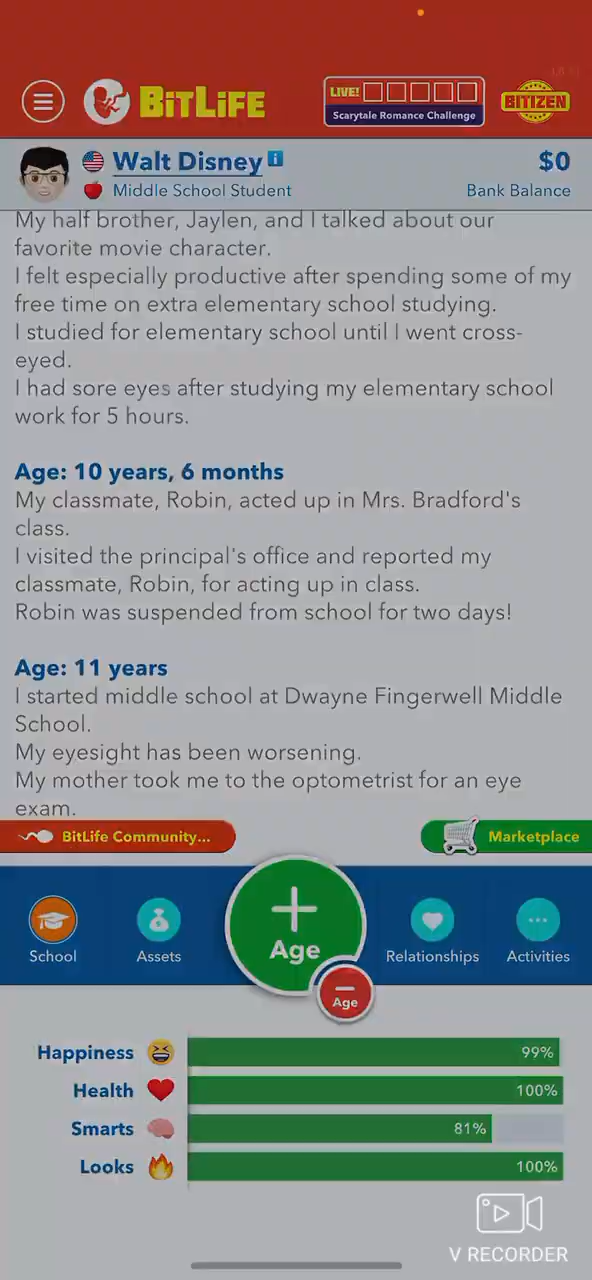 BITLIFE
LIVE!
Scarytale Romance Challenge
BITIZEN
Walt Disney i
$0
Middle School Student
Bank Balance
My half brother, Jaylen, and I talked about our
favorite movie character.
I felt especially productive after spending some of my
free time on extra elementary school studying.
I studied for elementary school until I went cross-
eyed.
I had sore eyes after studying my elementary school
work for 5 hours.
Age: 10 years, 6 months
My classmate, Robin, acted up in Mrs. Bradford's
class.
I visited the principal's office and reported my
classmate, Robin, for acting up in class.
Robin was suspended from school for two days!
Age: 11 years
I started middle school at Dwayne Fingerwell Middle
School.
My eyesight has been worsening.
My mother took me to the optometrist for an eye
exam.
BitLife Community...
Marketplace
School
Assets
Age
Relationships
Activities
Age
Happiness
99%
Health
100%
Smarts
81%
Looks
100%
V RECORDER